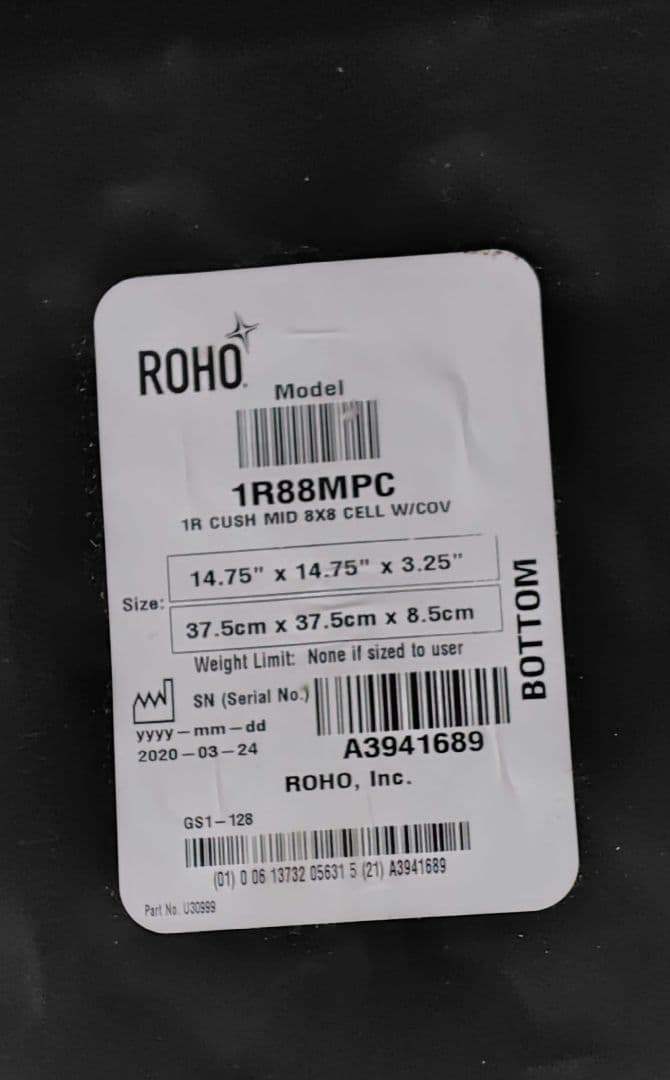 ROHO
Model
1R88MPC
1R CUSH MID 8X8 CELL W/COV
14.75" x 14.75" x 3.25"
Size:
37.5cm x 37.5cm x 8.5cm
Weight Limit: None if sized to user
SN (Serial No.)
yyyy-mm-dd
2020-03-24
A3941689
ROHO, Inc.
GS1-128
(01) 0 06 13732 05631 5 (21) A3941689
Part No. U30999
BOTTOM